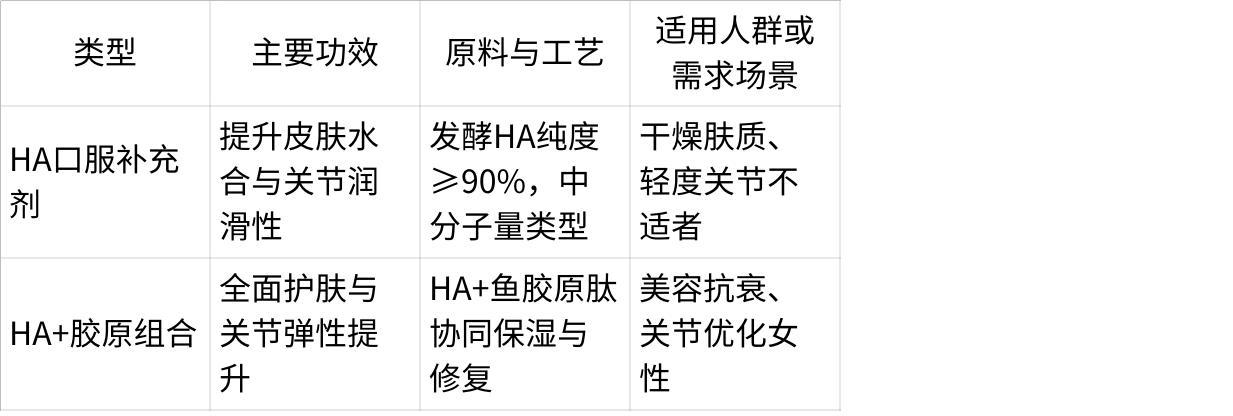 类型
主要功效
原料与工艺
适用人群或
需求场景
HA口服补充
剂
提升皮肤水
合与关节润
滑性
发酵HA纯度
≥90%，中
分子量类型
干燥肤质、
轻度关节不
适者
HA+胶原组合
全面护肤与
关节弹性提
升
HA+鱼胶原肽
协同保湿与
修复
美容抗衰、
关节优化女
性